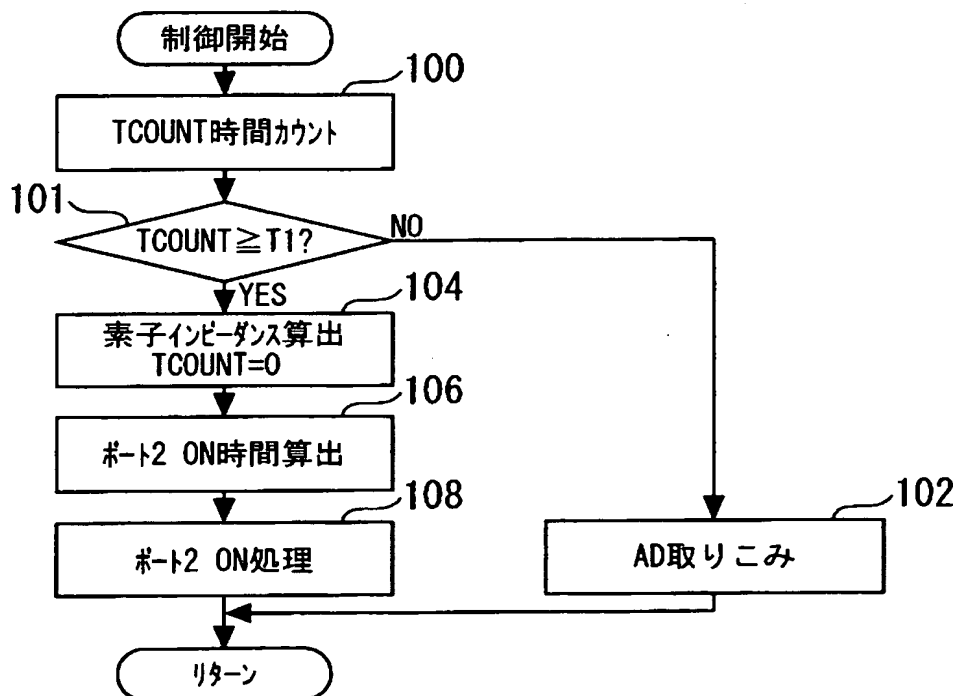 制御開始
100
TCOUNT時間ｶｳﾝﾄ
101
TCOUNT≧T1?
NO
YES
104
素子ｲﾝﾋﾟｰﾀﾞﾝｽ算出
TCOUNT=0
106
ﾎﾟｰﾄ2 ON時間算出
108
ﾎﾟｰﾄ2 ON処理
102
AD取りこみ
ﾘﾀｰﾝ